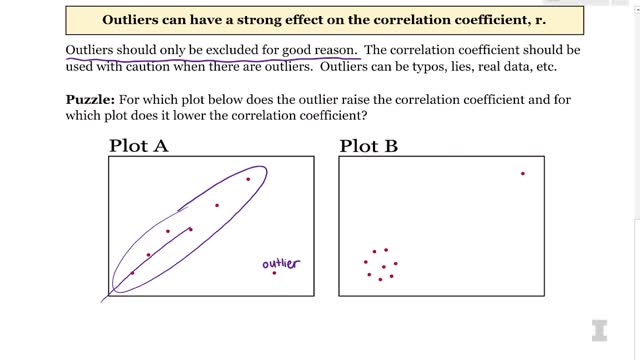 Outliers can have a strong effect on the correlation coefficient, r.
Outliers should only be excluded for good reason. The correlation coefficient should be
used with caution when there are outliers. Outliers can be typos, lies, real data, etc.
Puzzle: For which plot below does the outlier raise the correlation coefficient and for
which plot does it lower the correlation coefficient?
Plot A
Plot B
outlier